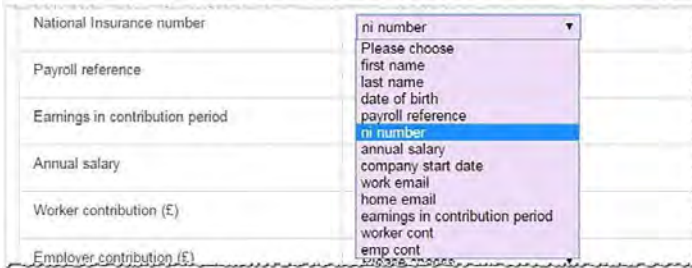 National Insurance number
ni number
Please choose
first name
Payroll reference
last name
date of birth
Earnings in contribution period
payroll reference
ni number
Annual salary
annual salary
company start date
work email
Worker contribution (£)
home email
earnings in contribution period
worker cont
Employer contribution (£)
emp cont